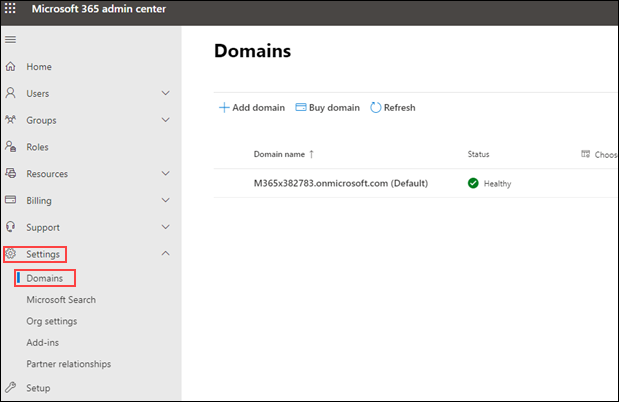 Microsoft 365 admin center
Home
Users
Groups
Roles
Resources
Billing
Support
Settings
Domains
Microsoft Search
Org settings
Add-ins
Partner relationships
Setup
Domains
Add domain Buy domain Refresh
Domain name ↑ Status Choos
M365x382783.onmicrosoft.com (Default) Healthy